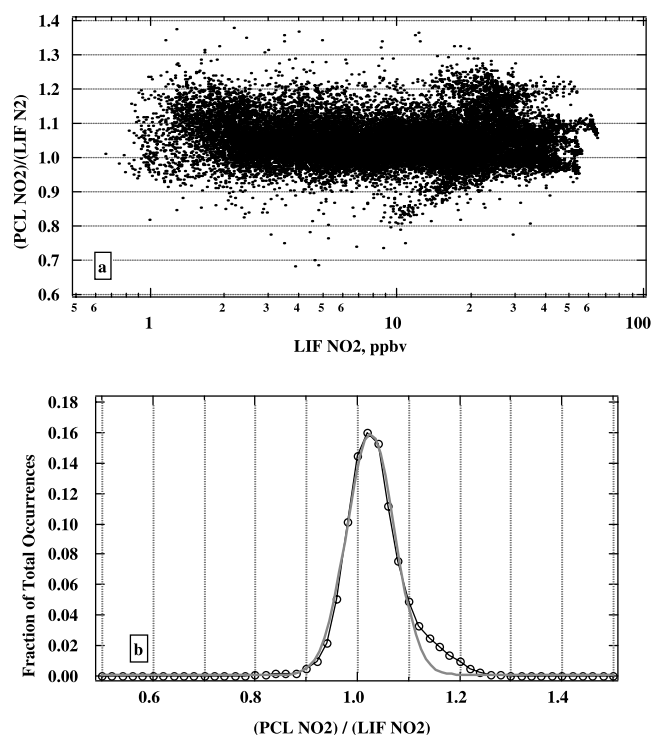 1.4
1.3
1.2
1.1
1.0
0.9
0.8
0.7
0.6
(PCL NO2)/(LIF N2)
a
5 6 2 3 4 5 6 2 3 4 5 6
1 10 100
LIF NO2, ppbv
0.18
0.16
0.14
0.12
0.10
0.08
0.06
0.04
0.02
0.00
Fraction of Total Occurrences
b
0.6 0.8 1.0 1.2 1.4
(PCL NO2) / (LIF NO2)